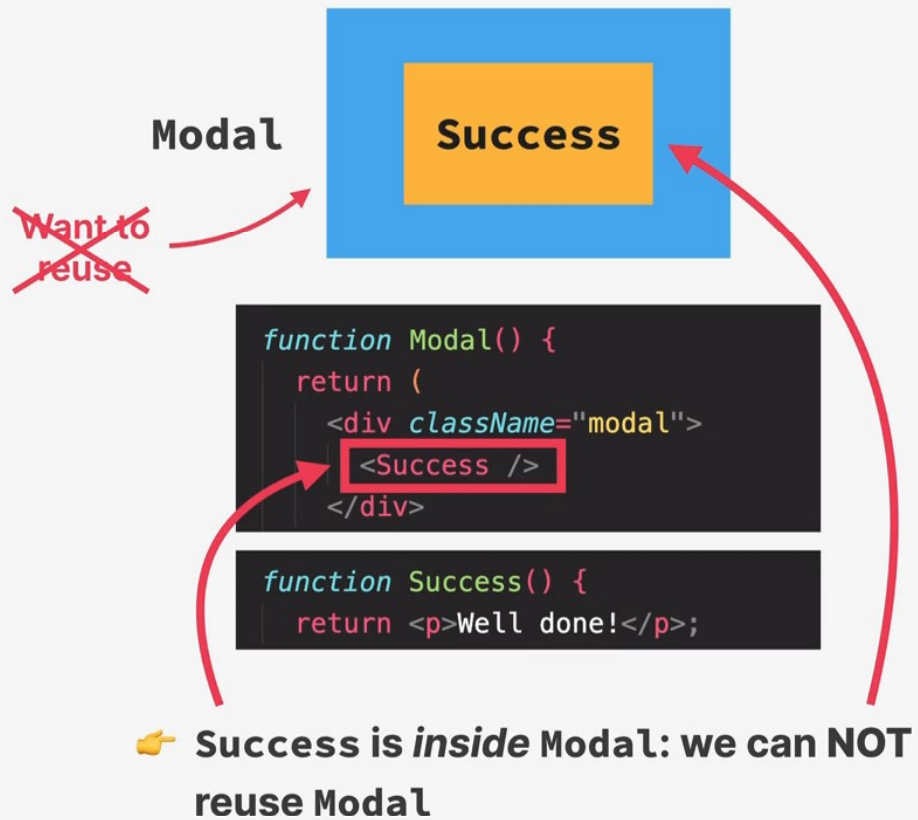 Modal
Success
Want to
reuse
function Modal() {
return (
<div className="modal">
<Success />
</div>
function Success() {
return <p>Well done!</p>;
👉 Success is inside Modal: we can NOT
reuse Modal